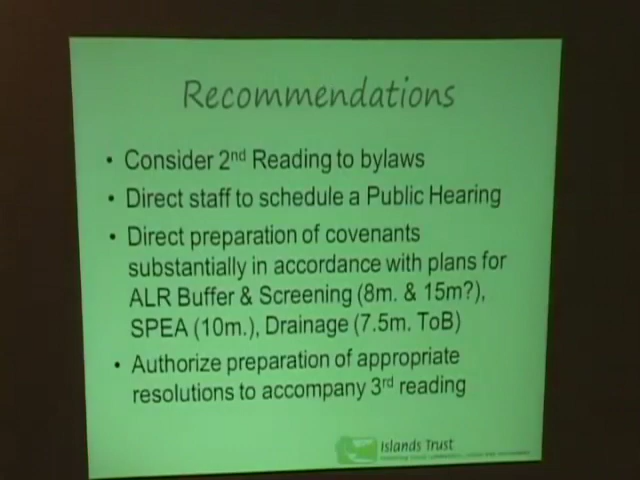 Recommendations
• Consider 2nd Reading to bylaws
• Direct staff to schedule a Public Hearing
• Direct preparation of covenants
substantially in accordance with plans for
ALR Buffer & Screening (8m. & 15m?),
SPEA (10m.), Drainage (7.5m. ToB)
• Authorize preparation of appropriate
resolutions to accompany 3rd reading
Islands Trust